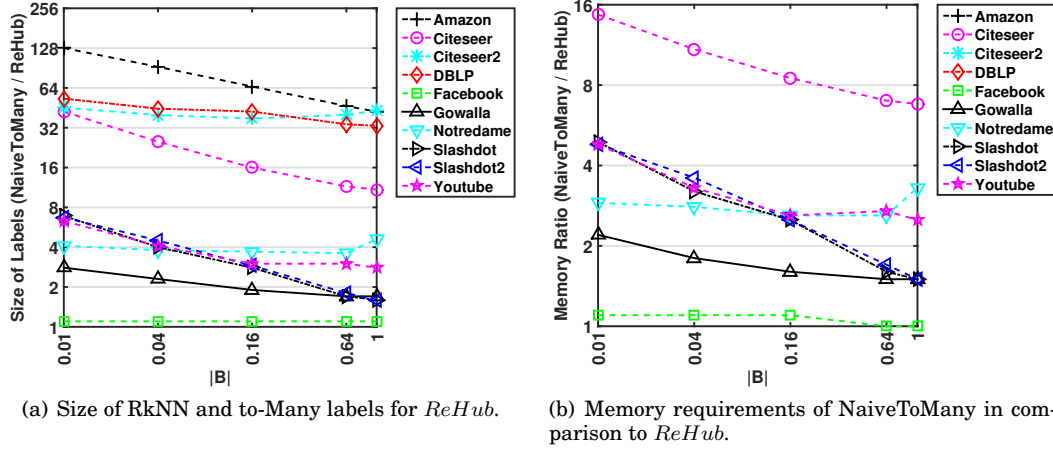 Size of Labels (NaiveToMany / ReHub)
256
128
64
32
16
8
4
2
1
0.01
0.04
0.16
0.64
1
|B|
Amazon
Citeseer
Citeseer2
DBLP
Facebook
Gowalla
Notredame
Slashdot
Slashdot2
Youtube
(a) Size of RkNN and to-Many labels for ReHub.
Memory Ratio (NaiveToMany / ReHub)
16
8
4
2
1
0.01
0.04
0.16
0.64
1
|B|
Amazon
Citeseer
Citeseer2
DBLP
Facebook
Gowalla
Notredame
Slashdot
Slashdot2
Youtube
(b) Memory requirements of NaiveToMany in com-
parison to ReHub.